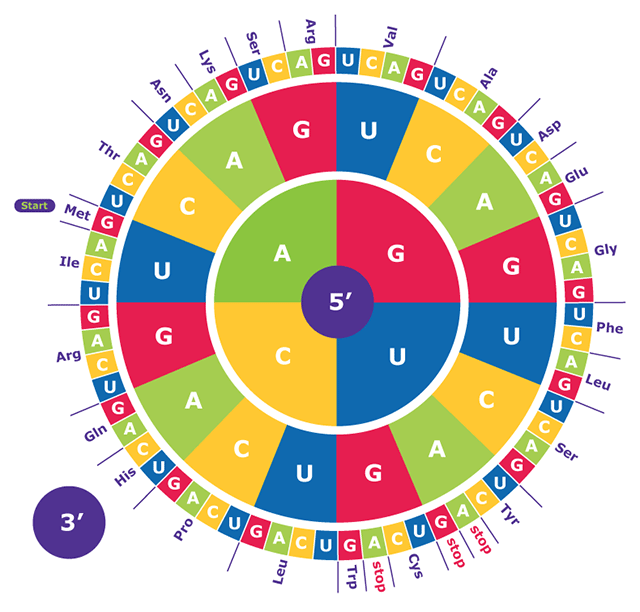 5′
G
U
C
A
U
C
A
G
U
C
A
G
U
C
A
G
U
C
A
G
U C A G
Val
U C A G
Ala
U C
Asp
A G
Glu
U C A G
Gly
U C
Phe
A G
Leu
U C A G
Ser
U C
Tyr
A
stop
G
stop
U C
Cys
A
stop
G
Trp
U C A G
Leu
U C A G
Pro
U C
His
A G
Gln
U C A G
Arg
U C A
Ile
G
Met
Start
U C A G
Thr
U C
Asn
A G
Lys
U C
Ser
A G
Arg
3′